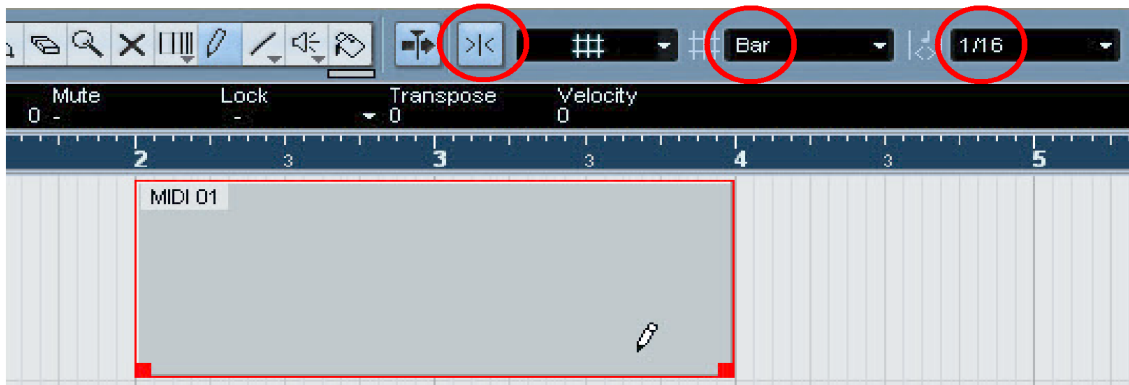 Bar 1/16
Mute Lock Transpose Velocity
0 - - 0 0
2 3 3 3 4 3 5
MIDI 01